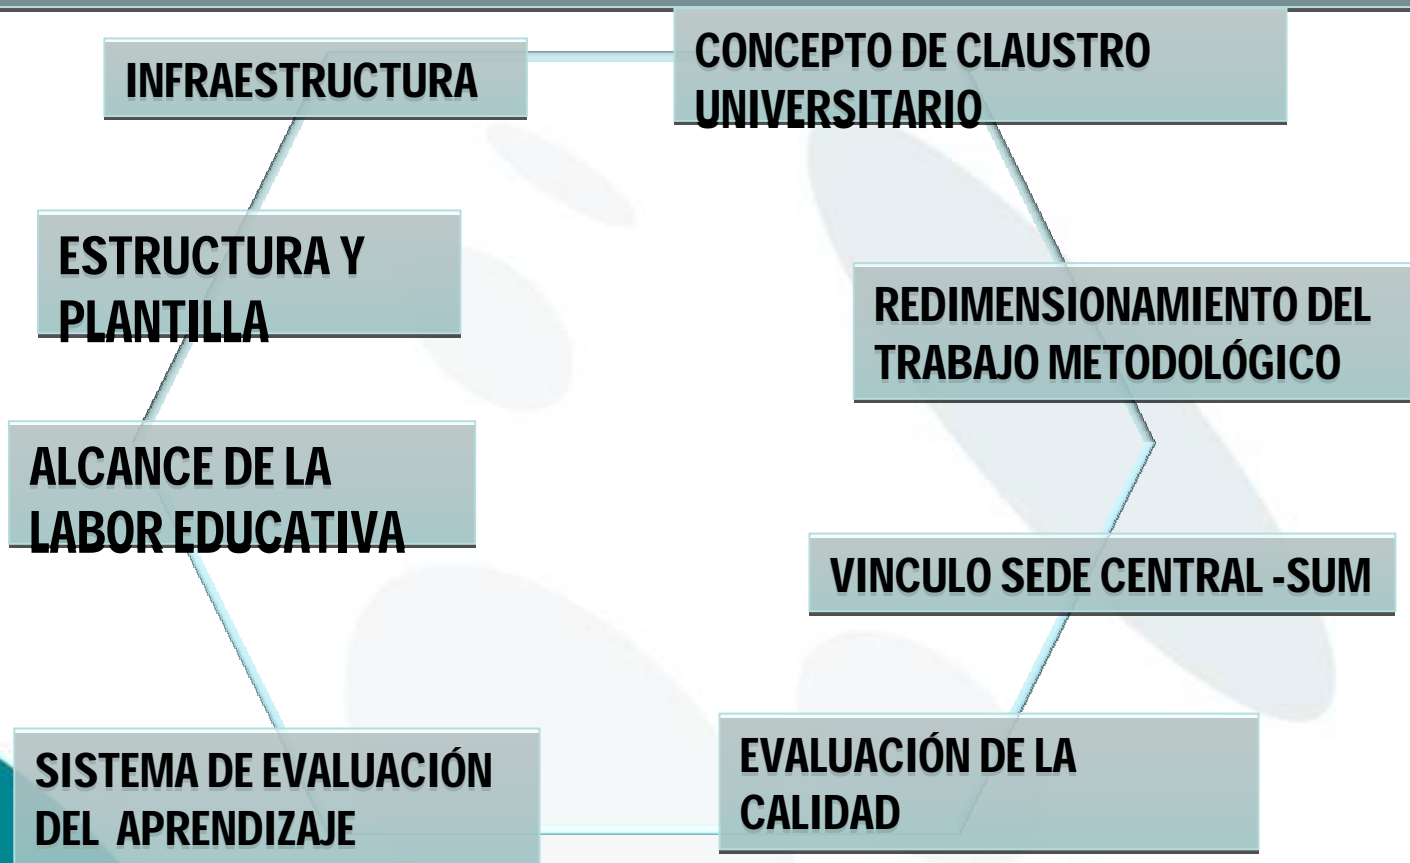 INFRAESTRUCTURA
CONCEPTO DE CLAUSTRO
UNIVERSITARIO
ESTRUCTURA Y
PLANTILLA
REDIMENSIONAMIENTO DEL
TRABAJO METODOLÓGICO
ALCANCE DE LA
LABOR EDUCATIVA
VINCULO SEDE CENTRAL -SUM
SISTEMA DE EVALUACIÓN
DEL APRENDIZAJE
EVALUACIÓN DE LA
CALIDAD